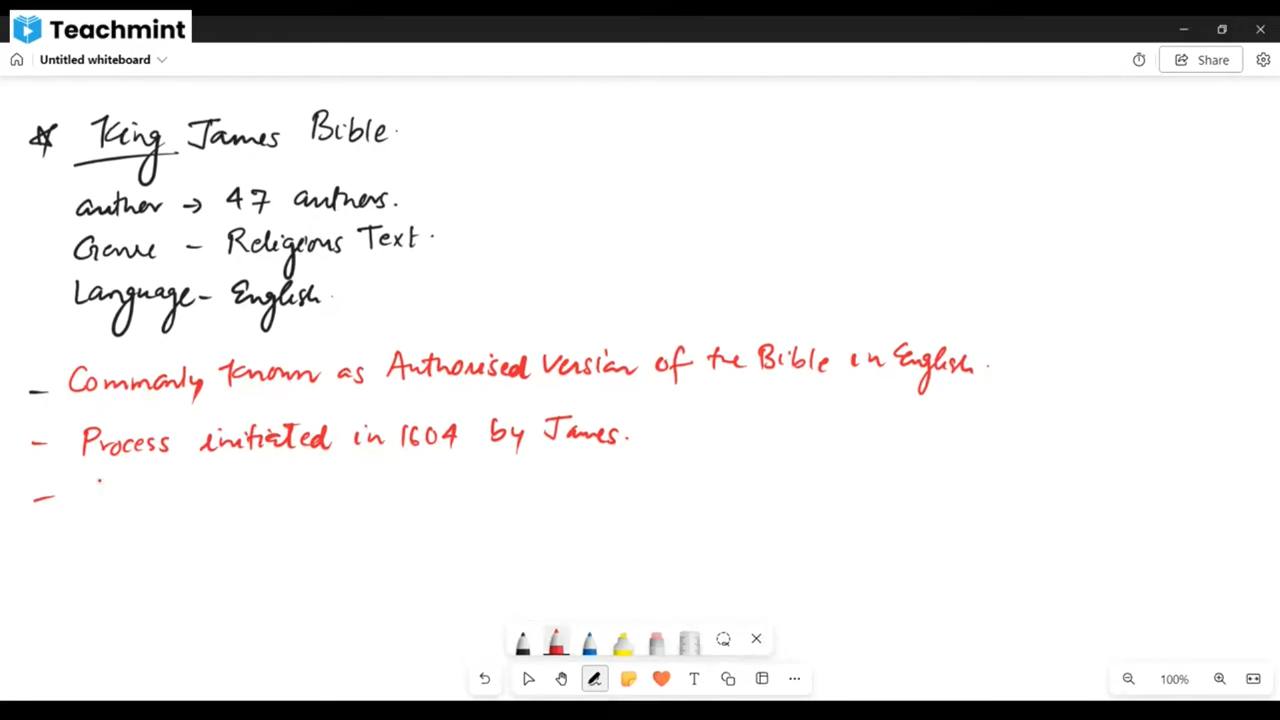 Teachmint
Untitled whiteboard
Share
King James Bible.
author → 47 authors.
Genre - Religious Text.
Language - English.
- Commonly known as Authorised Version of the Bible in English.
- Process initiated in 1604 by James.
-
100%